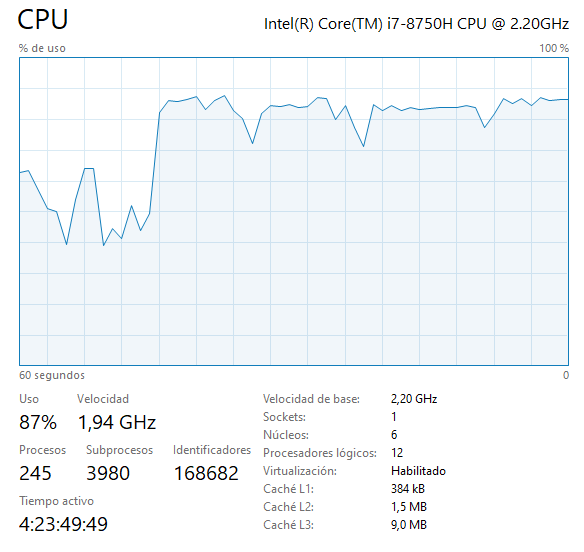 CPU
Intel(R) Core(TM) i7-8750H CPU @ 2.20GHz
% de uso
100 %
60 segundos
0
Uso
Velocidad
87%
1,94 GHz
Procesos
Subprocesos
Identificadores
245
3980
168682
Tiempo activo
4:23:49:49
Velocidad de base: 2,20 GHz
Sockets: 1
Núcleos: 6
Procesadores lógicos: 12
Virtualización: Habilitado
Caché L1: 384 kB
Caché L2: 1,5 MB
Caché L3: 9,0 MB